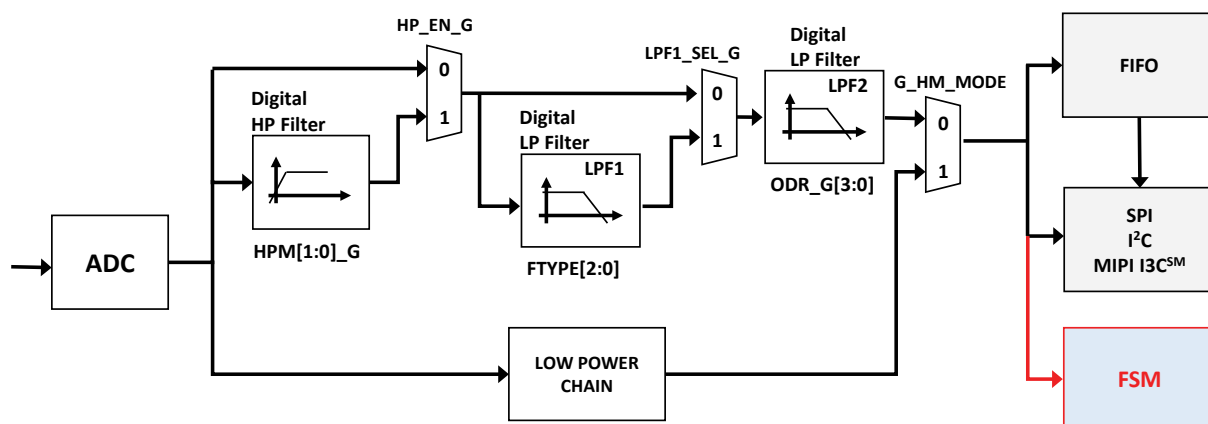 HP_EN_G
0
1
Digital
HP Filter
HPM[1:0]_G
ADC
Digital
LP Filter
LPF1
FTYPE[2:0]
LPF1_SEL_G
0
1
Digital
LP Filter
LPF2
ODR_G[3:0]
G_HM_MODE
0
1
LOW POWER
CHAIN
FIFO
SPI
I²C
MIPI I3Cˢᴹ
FSM